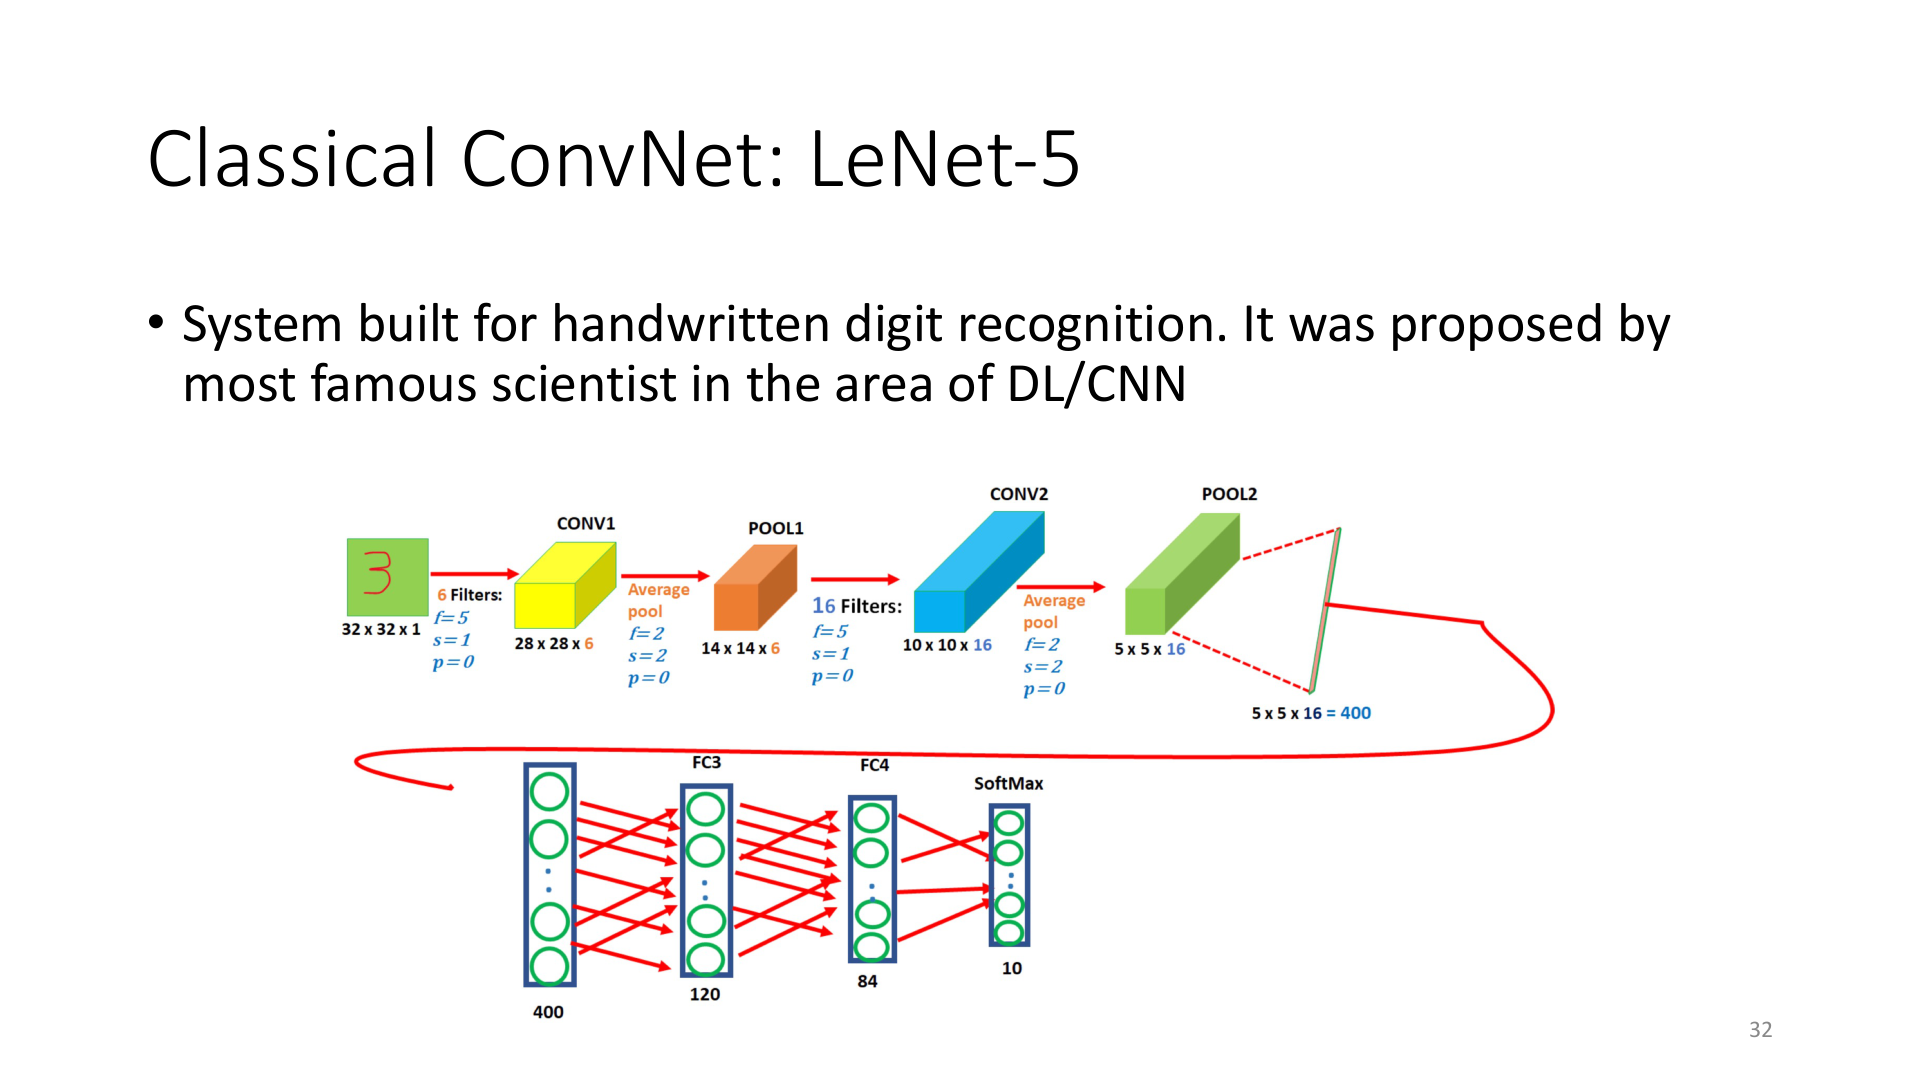 Classical ConvNet: LeNet-5
• System built for handwritten digit recognition. It was proposed by
most famous scientist in the area of DL/CNN
3
32 x 32 x 1
6 Filters:
f=5
s=1
p=0
CONV1
28 x 28 x 6
Average
pool
f=2
s=2
p=0
POOL1
14 x 14 x 6
16 Filters:
f=5
s=1
p=0
CONV2
10 x 10 x 16
Average
pool
f=2
s=2
p=0
POOL2
5 x 5 x 16
5 x 5 x 16 = 400
400
FC3
120
FC4
84
SoftMax
10
32